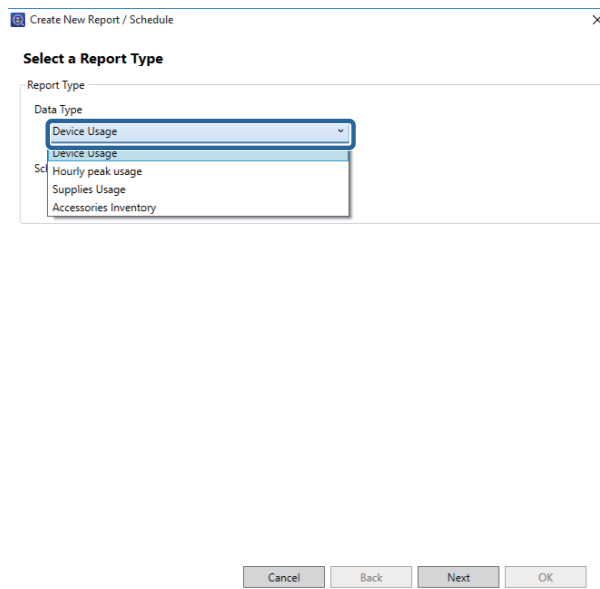 Create New Report / Schedule
Select a Report Type
Report Type
Data Type
Device Usage
Device Usage
Hourly peak usage
Supplies Usage
Accessories Inventory
Cancel Back Next OK